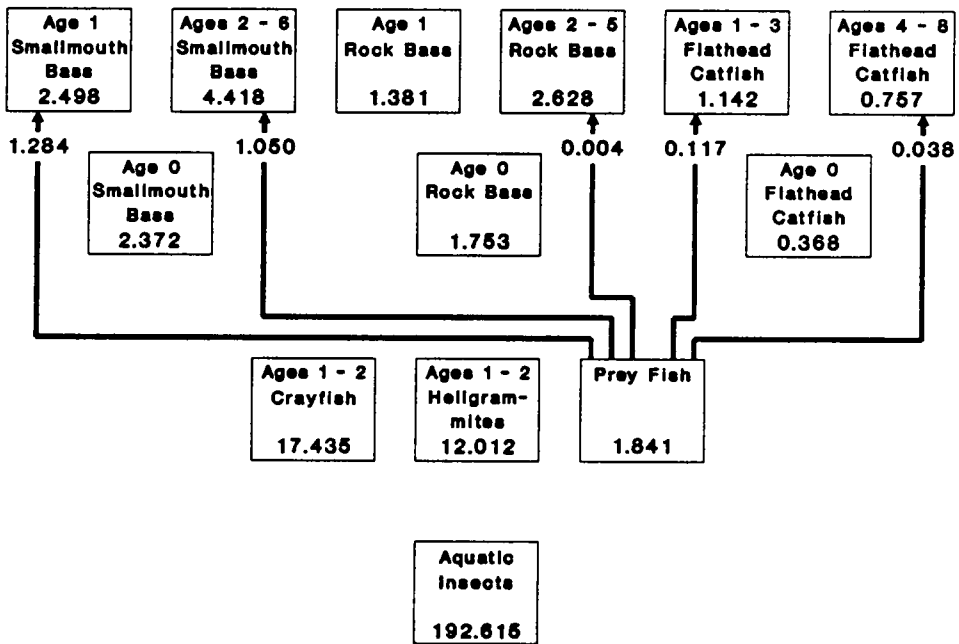 Age 1
Smallmouth
Bass
2.498
Ages 2 - 6
Smallmouth
Bass
4.418
Age 1
Rock Bass
1.381
Ages 2 - 5
Rock Bass
2.628
Ages 1 - 3
Flathead
Catfish
1.142
Ages 4 - 8
Flathead
Catfish
0.757
1.284
1.050
0.004
0.117
0.038
Age 0
Smallmouth
Bass
2.372
Age 0
Rock Bass
1.753
Age 0
Flathead
Catfish
0.368
Ages 1 - 2
Crayfish
17.435
Ages 1 - 2
Hellgram-
mites
12.012
Prey Fish
1.841
Aquatic
Insects
192.615